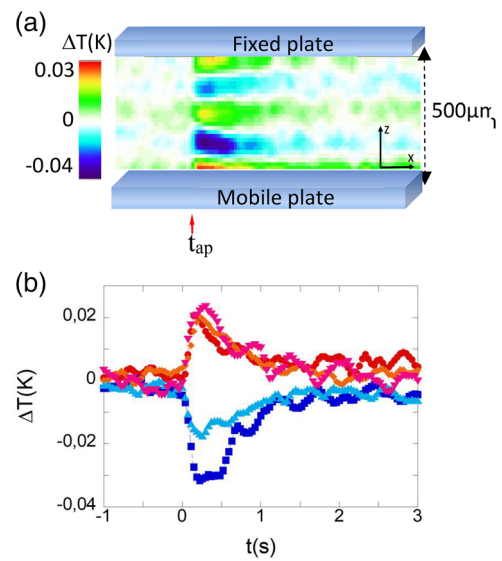 (a)
ΔT(K)
Fixed plate
0.03
0
-0.04
500μm
z
x
Mobile plate
tap
(b)
0,02
0
-0,02
-0,04
ΔT(K)
-1
0
1
2
3
t(s)